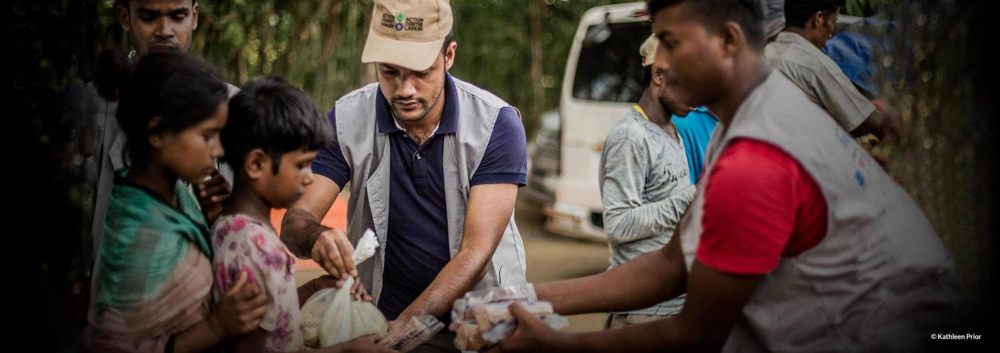 ACTION
AGAINST
HUNGER
ACTION
CONTRE
LA FAIM
©Kathleen Prior